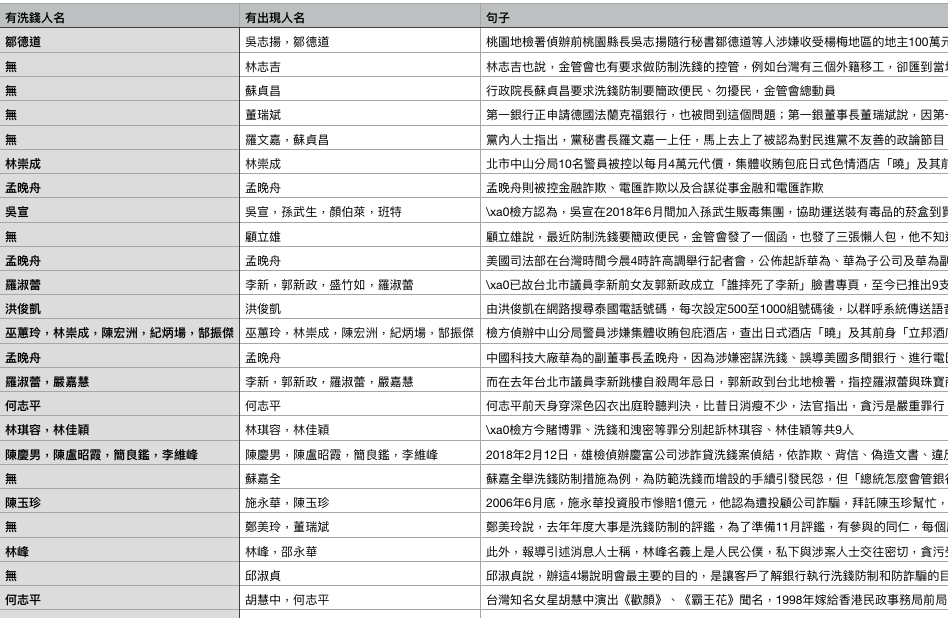 有洗錢人名 有出現人名 句子
鄒德道 吳志揚，鄒德道 桃園地檢署偵辦前桃園縣長吳志揚隨行秘書鄒德道等人涉嫌收受楊梅地區的地主100萬元
無 林志吉 林志吉也說，金管會也有要求做防制洗錢的控管，例如台灣有三個外籍移工，卻匯到當地
無 蘇貞昌 行政院長蘇貞昌要求洗錢防制要簡政便民、勿擾民，金管會總動員
無 董瑞斌 第一銀行正申請德國法蘭克福銀行，也被問到這個問題；第一銀董事長董瑞斌說，因第一
無 羅文嘉，蘇貞昌 黨內人士指出，黨秘書長羅文嘉一上任，馬上去上了被認為對民進黨不友善的政論節目
林崇成 林崇成 北市中山分局10名警員被控以每月4萬元代價，集體收賄包庇日式色情酒店「曉」及其前
孟晚舟 孟晚舟 孟晚舟則被控金融詐欺、電匯詐欺以及合謀從事金融和電匯詐欺
吳宣 吳宣，孫武生，顏伯萊，班特 \xa0檢方認為，吳宣在2018年6月間加入孫武生販毒集團，協助運送裝有毒品的菸盒到買
無 顧立雄 顧立雄說，最近防制洗錢要簡政便民，金管會發了一個函，也發了三張懶人包，他不知道
孟晚舟 孟晚舟 美國司法部在台灣時間今晨4時許高調舉行記者會，公佈起訴華為、華為子公司及華為副
羅淑蕾 李新，郭新政，盛竹如，羅淑蕾 \xa0已故台北市議員李新前女友郭新政成立「誰摔死了李新」臉書專頁，至今已推出9支
洪俊凱 洪俊凱 由洪俊凱在網路搜尋泰國電話號碼，每次設定500至1000組號碼後，以群呼系統傳送語音
巫蕙玲，林崇成，陳宏洲，紀炳場，郜振傑 巫蕙玲，林崇成，陳宏洲，紀炳場，郜振傑 檢方偵辦中山分局警員涉嫌集體收賄包庇酒店，查出日式酒店「曉」及其前身「立邦酒店
孟晚舟 孟晚舟 中國科技大廠華為的副董事長孟晚舟，因為涉嫌密謀洗錢、誤導美國多間銀行、進行電匯
羅淑蕾，嚴嘉慧 李新，郭新政，羅淑蕾，嚴嘉慧 而在去年台北市議員李新跳樓自殺周年忌日，郭新政到台北地檢署，指控羅淑蕾與珠寶商
何志平 何志平 何志平前天身穿深色囚衣出庭聆聽判決，比昔日消瘦不少，法官指出，貪污是嚴重罪行
林琪容，林佳穎 林琪容，林佳穎 \xa0檢方今賭博罪、洗錢和洩密等罪分別起訴林琪容、林佳穎等共9人
陳慶男，陳盧昭霞，簡良鑑，李維峰 陳慶男，陳盧昭霞，簡良鑑，李維峰 2018年2月12日，雄檢偵辦慶富公司涉詐貸洗錢案偵結，依詐欺、背信、偽造文書、違反
無 蘇嘉全 蘇嘉全舉洗錢防制措施為例，為防範洗錢而增設的手續引發民怨，但「總統怎麼會管銀行
陳玉珍 施永華，陳玉珍 2006年6月底，施永華投資股市慘賠1億元，他認為遭投顧公司詐騙，拜託陳玉珍幫忙，
無 鄭美玲，董瑞斌 鄭美玲說，去年年度大事是洗錢防制的評鑑，為了準備11月評鑑，有參與的同仁，每個
林峰 林峰，邵永華 此外，報導引述消息人士稱，林峰名義上是人民公僕，私下與涉案人士交往密切，貪污受
無 邱淑貞 邱淑貞說，辦這4場說明會最主要的目的，是讓客戶了解銀行執行洗錢防制和防詐騙的目
何志平 胡慧中，何志平 台灣知名女星胡慧中演出《歡顏》、《霸王花》聞名，1998年嫁給香港民政事務局前局